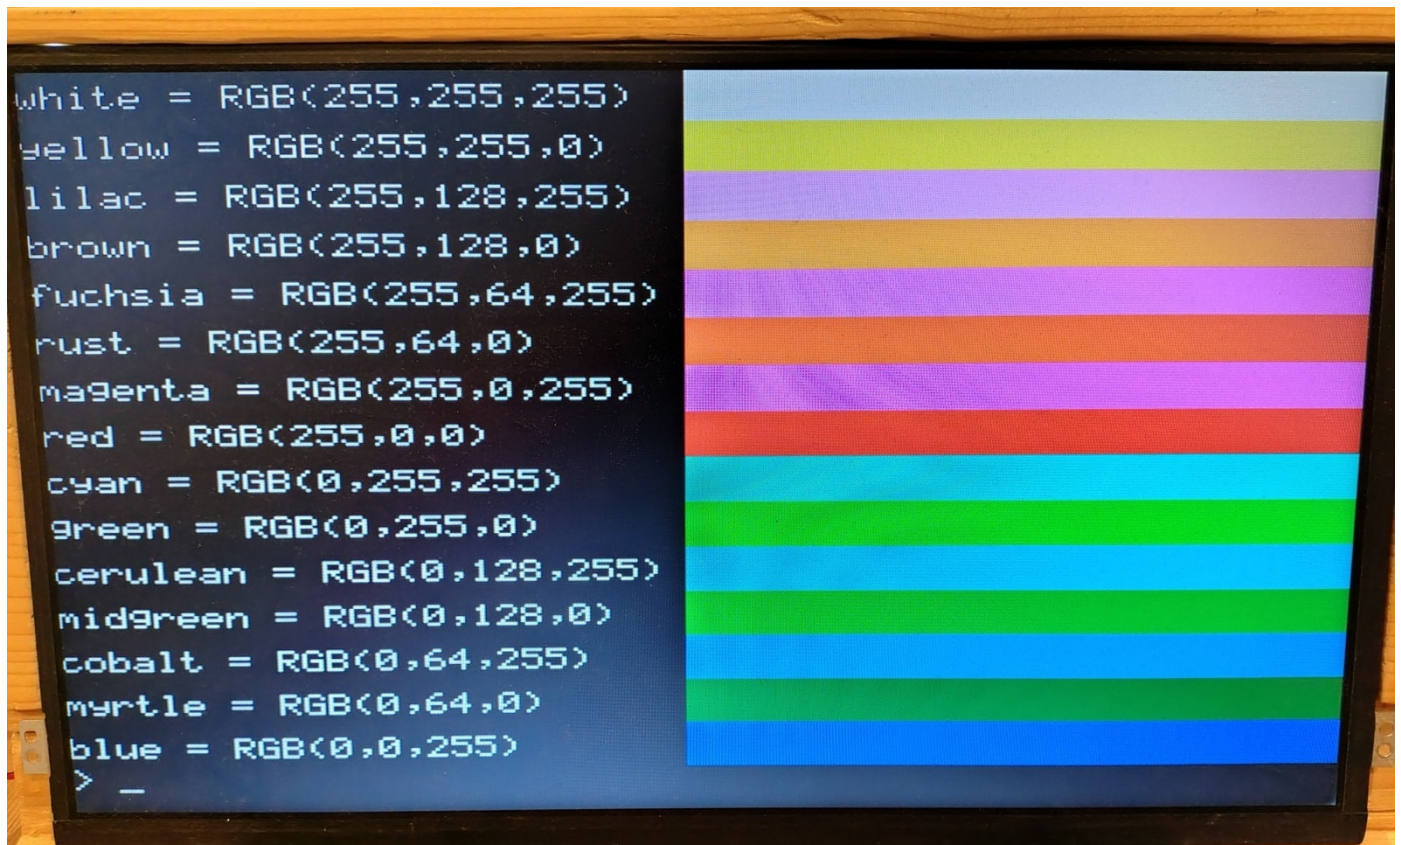 white = RGB(255,255,255)
yellow = RGB(255,255,0)
lilac = RGB(255,128,255)
brown = RGB(255,128,0)
fuchsia = RGB(255,64,255)
rust = RGB(255,64,0)
magenta = RGB(255,0,255)
red = RGB(255,0,0)
cyan = RGB(0,255,255)
green = RGB(0,255,0)
cerulean = RGB(0,128,255)
midgreen = RGB(0,128,0)
cobalt = RGB(0,64,255)
myrtle = RGB(0,64,0)
blue = RGB(0,0,255)
> _